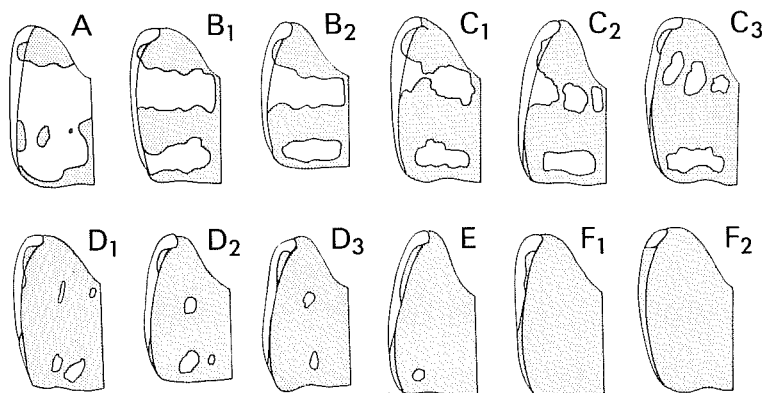 A B₁ B₂ C₁ C₂ C₃
D₁ D₂ D₃ E F₁ F₂